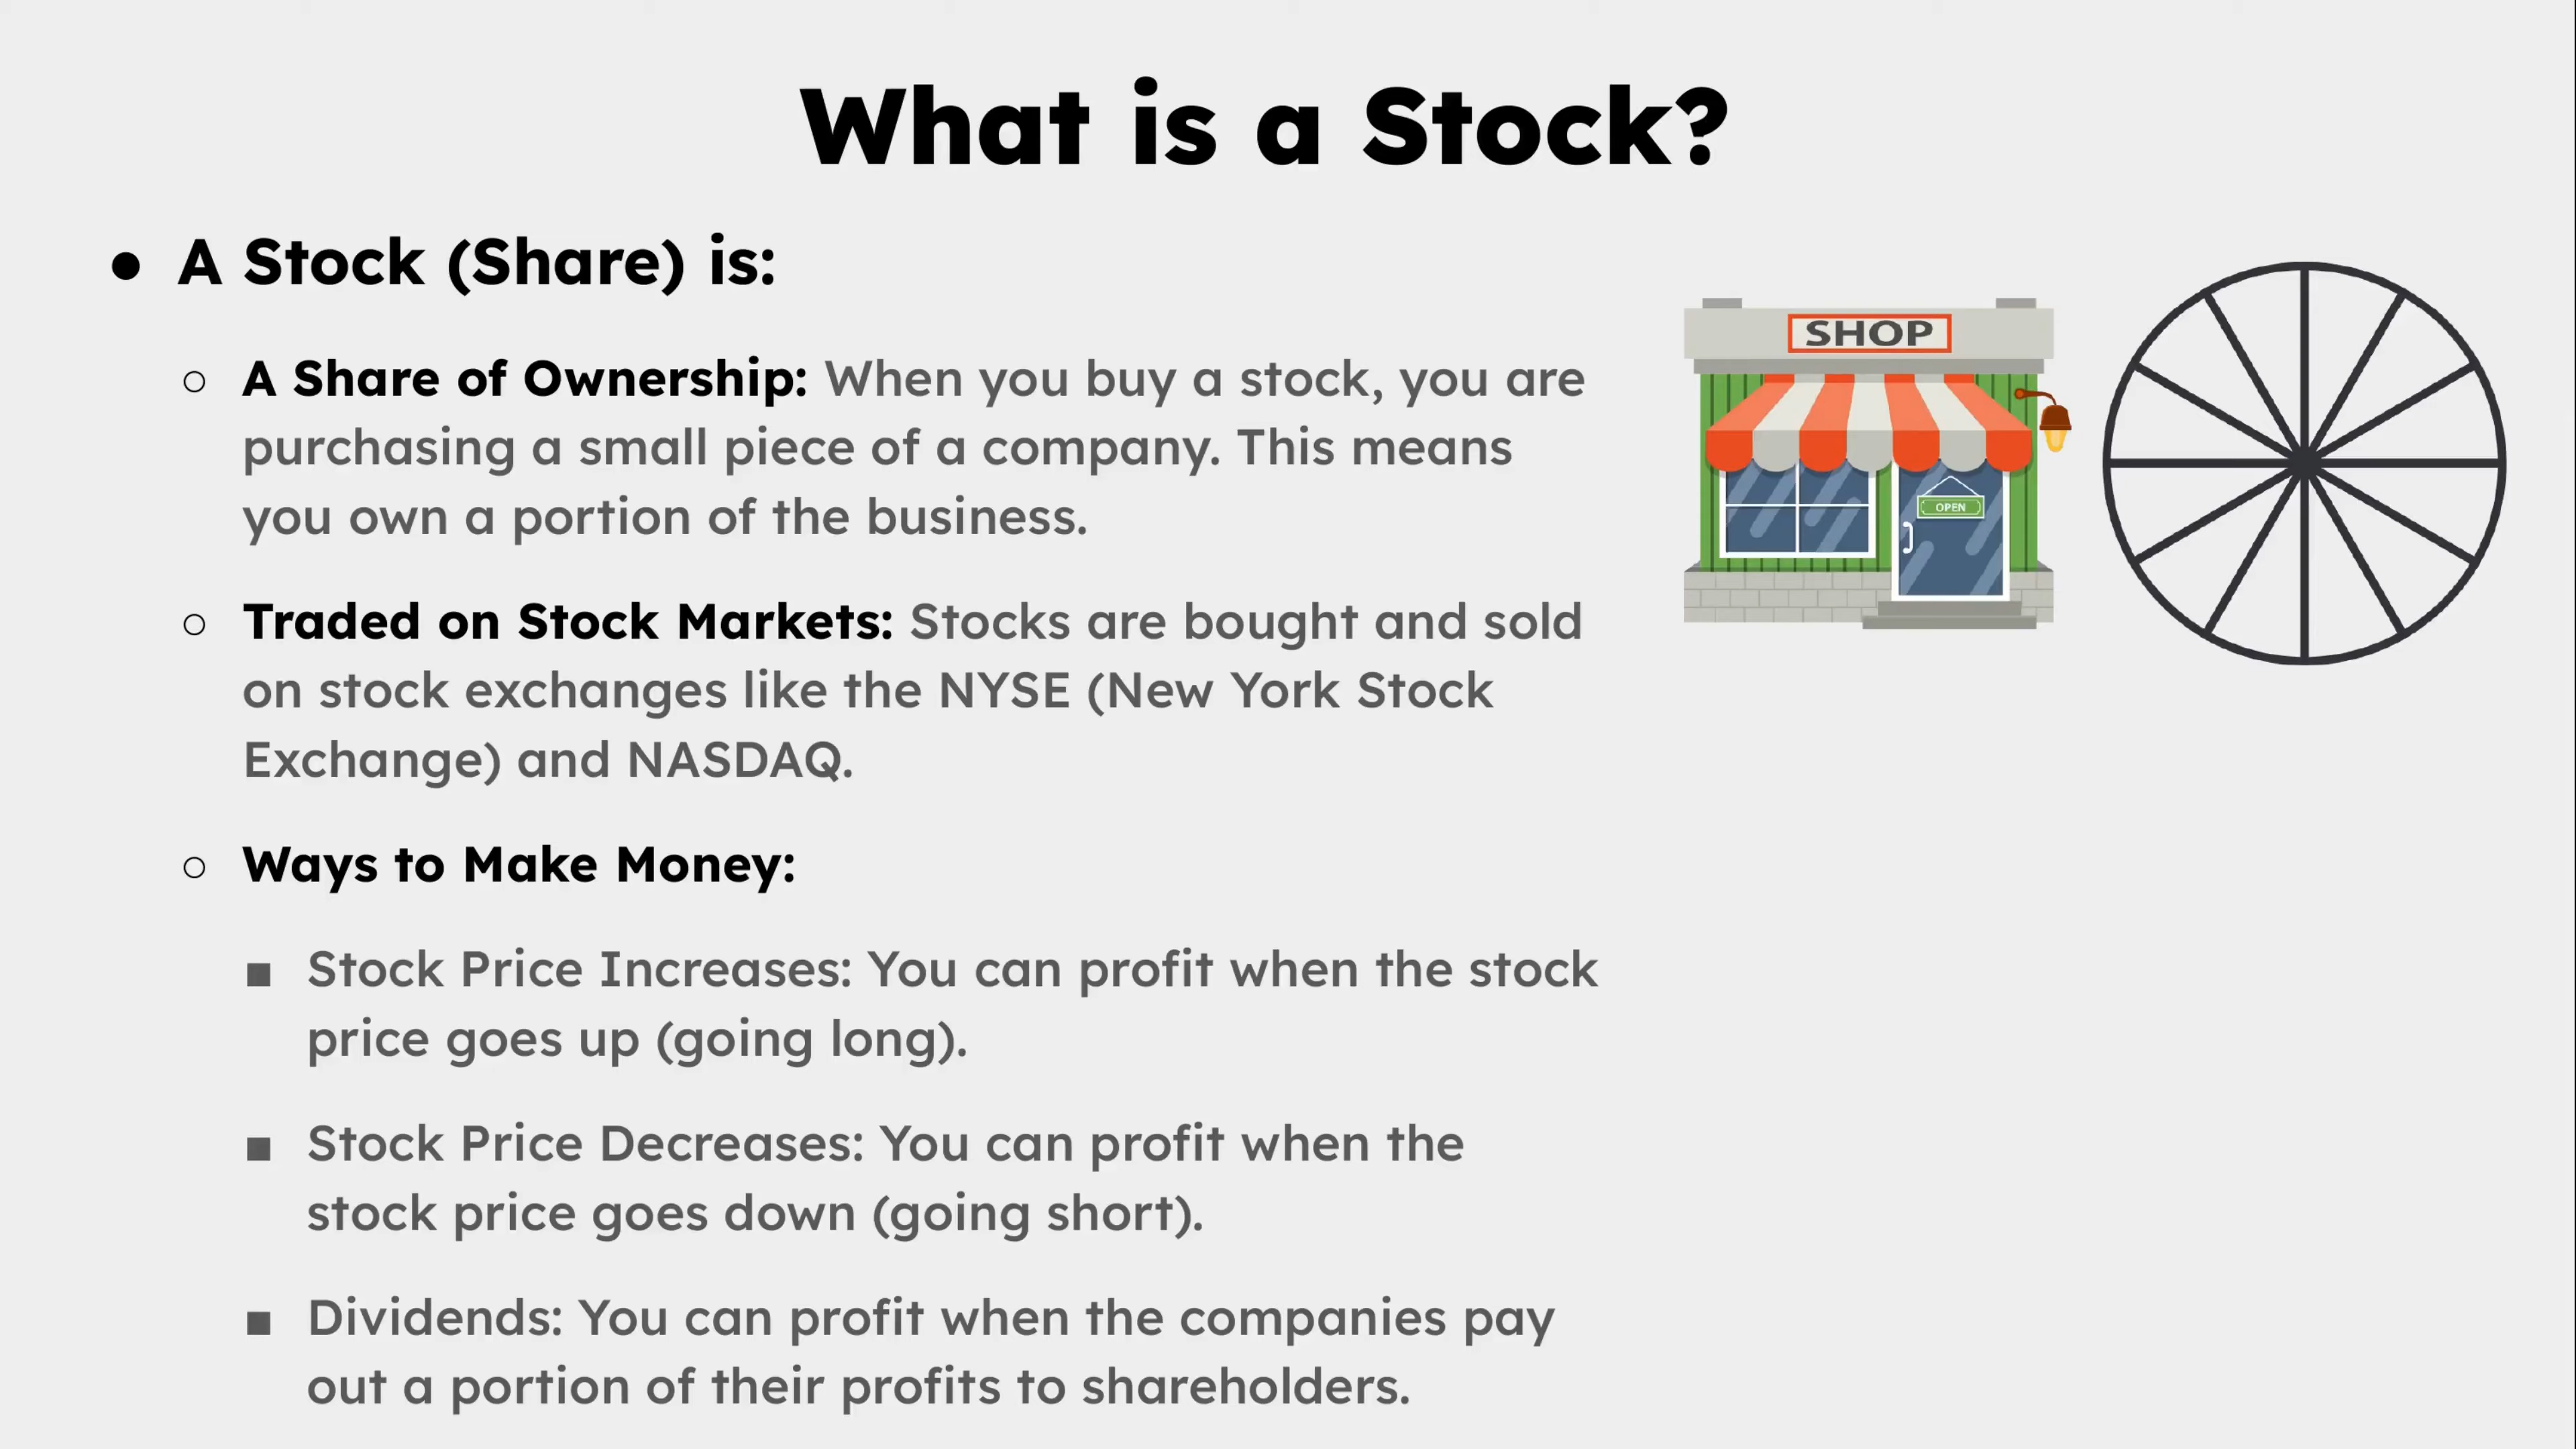 What is a Stock?
● A Stock (Share) is:
○ A Share of Ownership: When you buy a stock, you are
purchasing a small piece of a company. This means
you own a portion of the business.
○ Traded on Stock Markets: Stocks are bought and sold
on stock exchanges like the NYSE (New York Stock
Exchange) and NASDAQ.
○ Ways to Make Money:
■ Stock Price Increases: You can profit when the stock
price goes up (going long).
■ Stock Price Decreases: You can profit when the
stock price goes down (going short).
■ Dividends: You can profit when the companies pay
out a portion of their profits to shareholders.
SHOP
OPEN